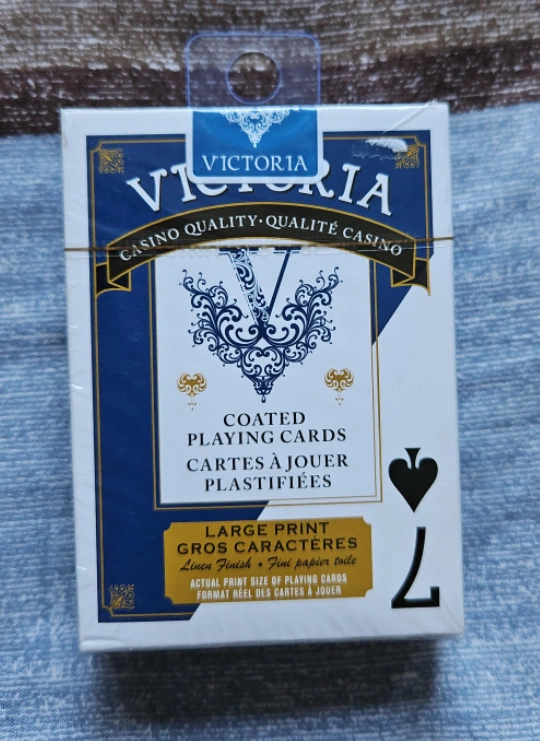 VICTORIA
VICTORIA
CASINO QUALITY · QUALITÉ CASINO
V
COATED
PLAYING CARDS
CARTES À JOUER
PLASTIFIÉES
LARGE PRINT
GROS CARACTÈRES
Linen Finish • Fini papier toile
ACTUAL PRINT SIZE OF PLAYING CARDS
FORMAT RÉEL DES CARTES À JOUER
7